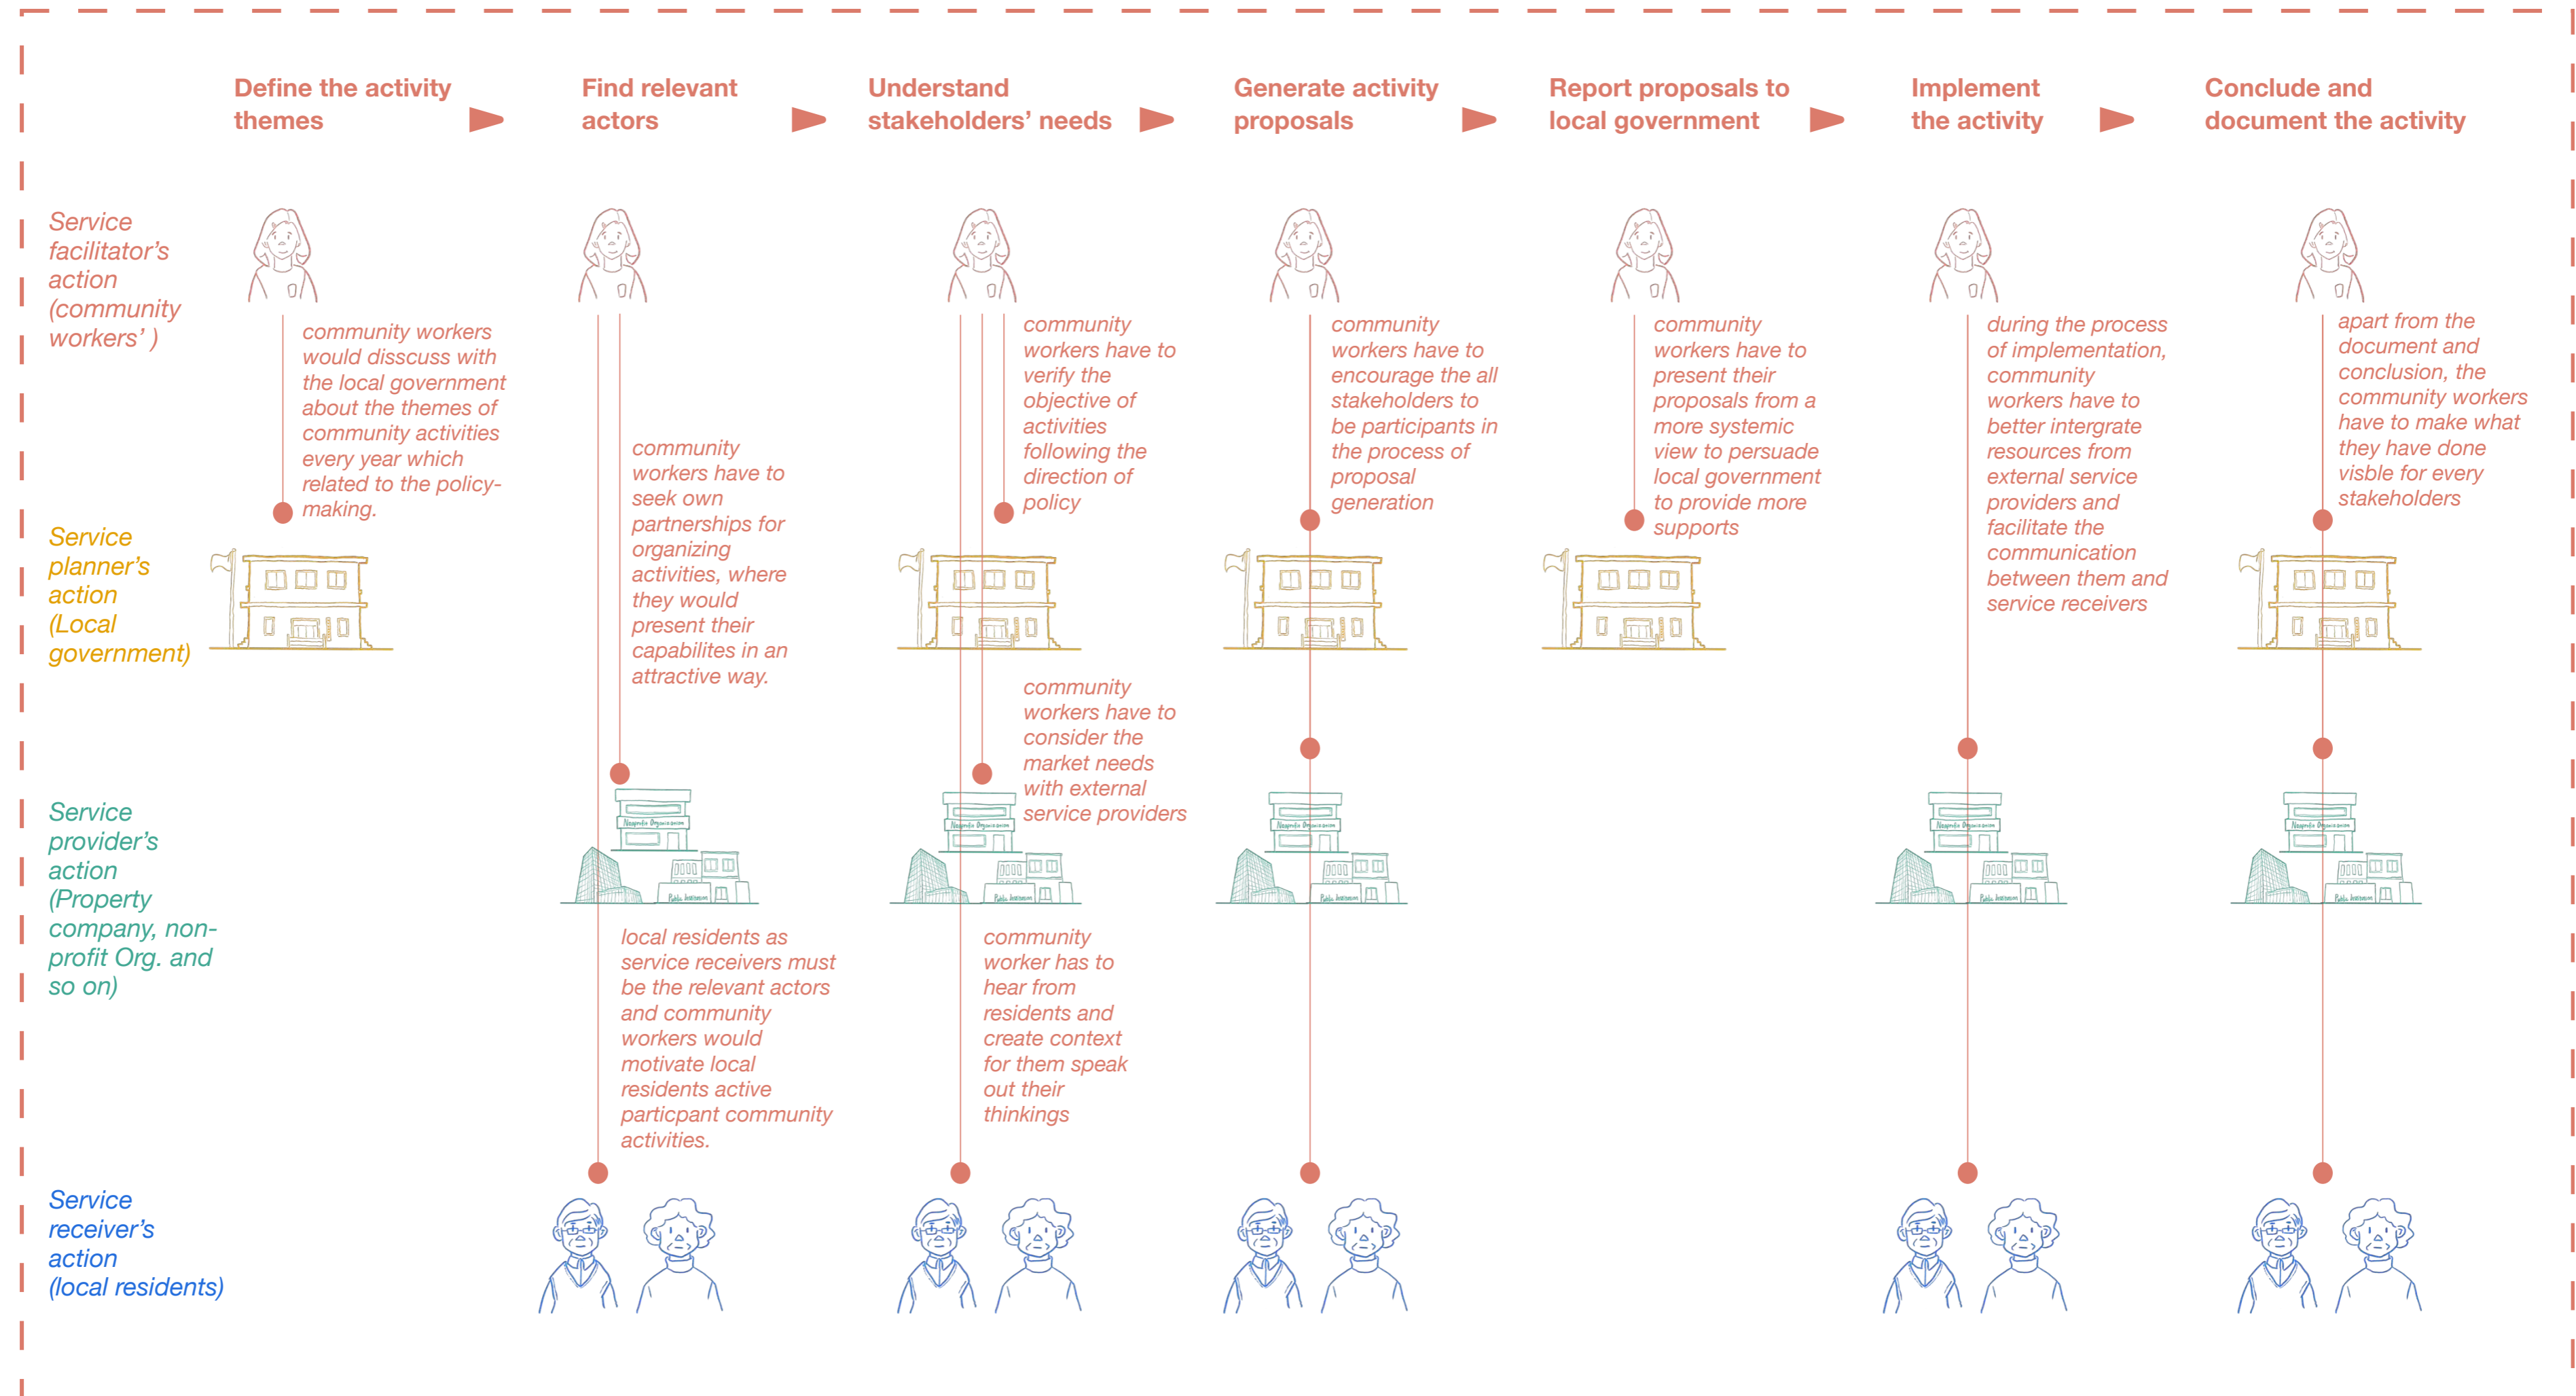 Define the activity
themes
Find relevant
actors
Understand
stakeholders’ needs
Generate activity
proposals
Report proposals to
local government
Implement
the activity
Conclude and
document the activity
Service
facilitator’s
action
(community
workers’ )
community workers
would disscuss with
the local government
about the themes of
community activities
every year which
related to the policy-
making.
community
workers have to
seek own
partnerships for
organizing
activities, where
they would
present their
capabilites in an
attractive way.
community
workers have to
verify the
objective of
activities
following the
direction of
policy
community
workers have to
encourage the all
stakeholders to
be participants in
the process of
proposal
generation
community
workers have to
present their
proposals from a
more systemic
view to persuade
local government
to provide more
supports
during the process
of implementation,
community
workers have to
better intergrate
resources from
external service
providers and
facilitate the
communication
between them and
service receivers
apart from the
document and
conclusion, the
community workers
have to make what
they have done
visble for every
stakeholders
Service
planner’s
action
(Local
government)
community
workers have to
consider the
market needs
with external
service providers
Service
provider’s
action
(Property
company, non-
profit Org. and
so on)
local residents as
service receivers must
be the relevant actors
and community
workers would
motivate local
residents active
particpant community
activities.
community
worker has to
hear from
residents and
create context
for them speak
out their
thinkings
Service
receiver’s
action
(local residents)